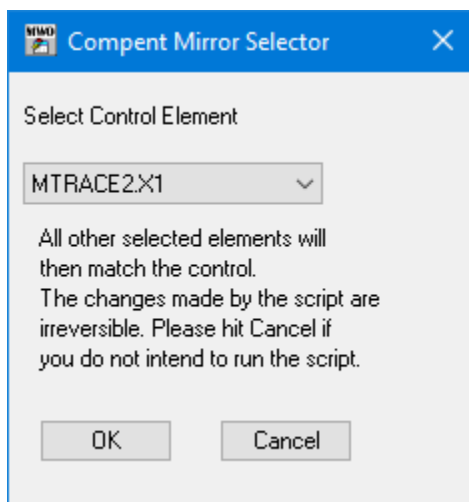 MWO
Compent Mirror Selector
Select Control Element
MTRACE2.X1
All other selected elements will
then match the control.
The changes made by the script are
irreversible. Please hit Cancel if
you do not intend to run the script.
OK
Cancel